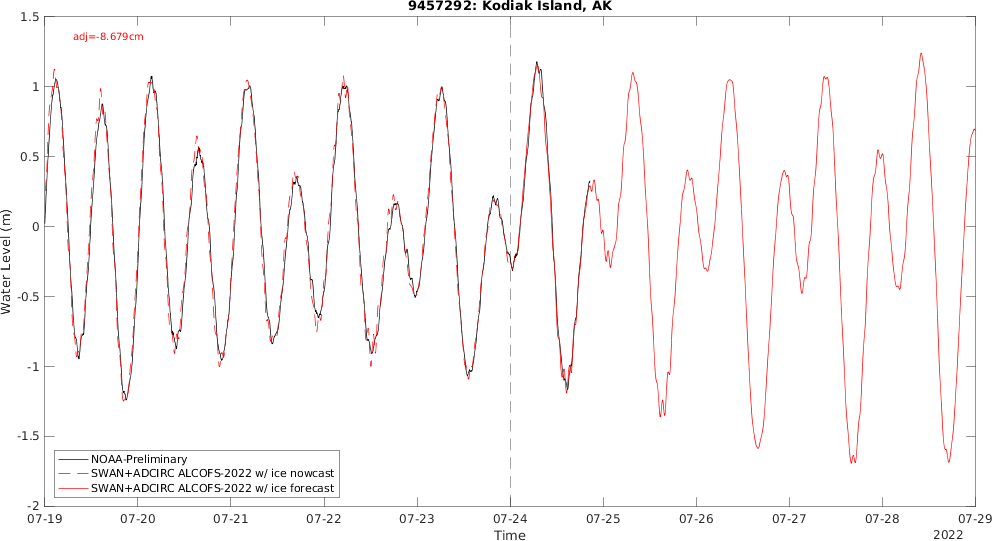 9457292: Kodiak Island, AK
1.5
adj=-8.679cm
1
0.5
0
-0.5
-1
-1.5
-2
Water Level (m)
NOAA-Preliminary
SWAN+ADCIRC ALCOFS-2022 w/ ice nowcast
SWAN+ADCIRC ALCOFS-2022 w/ ice forecast
07-19 07-20 07-21 07-22 07-23 07-24 07-25 07-26 07-27 07-28 07-29
Time
2022